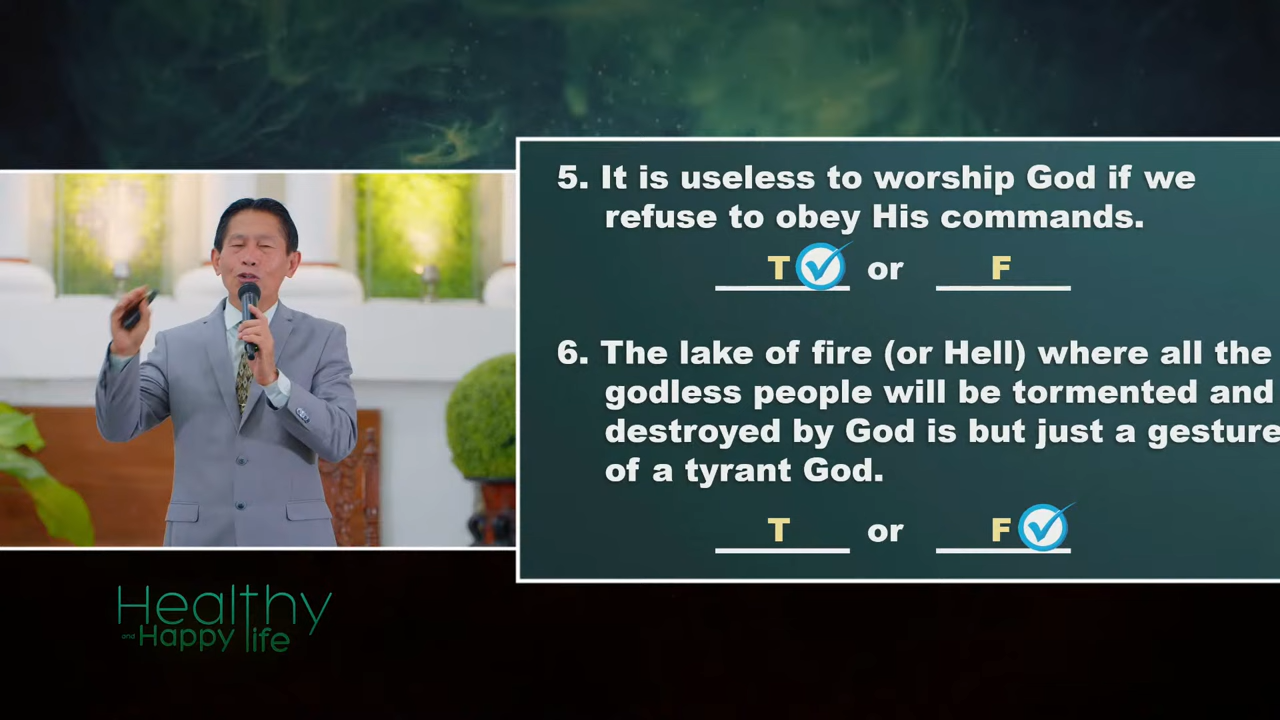 5. It is useless to worship God if we
refuse to obey His commands.
T or F
6. The lake of fire (or Hell) where all the
godless people will be tormented and
destroyed by God is but just a gesture
of a tyrant God.
T or F
Healthy
and Happy life